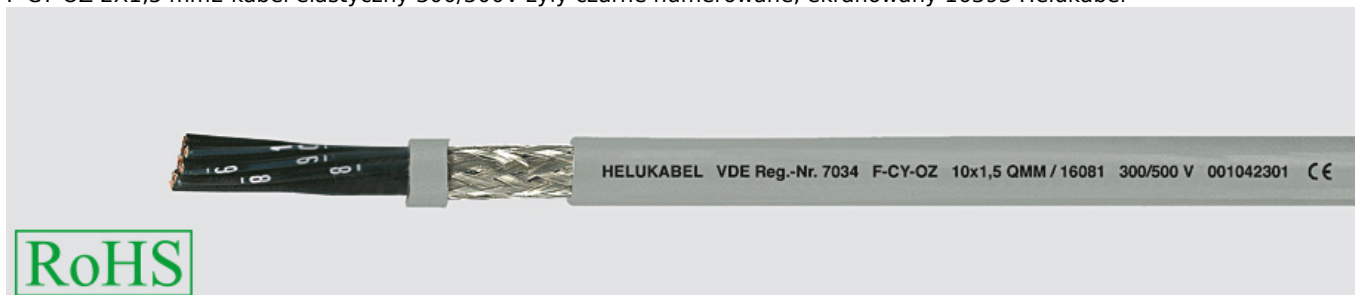 F-CY-OZ 2X1,5 mm2 kabel elastyczny 300/500V żyły czarne numerowane, ekranowany 16393 Helukabel
HELUKABEL VDE Reg.-Nr. 7034 F-CY-OZ 10x1,5 QMM / 16081 300/500 V 001042301 CE
RoHS